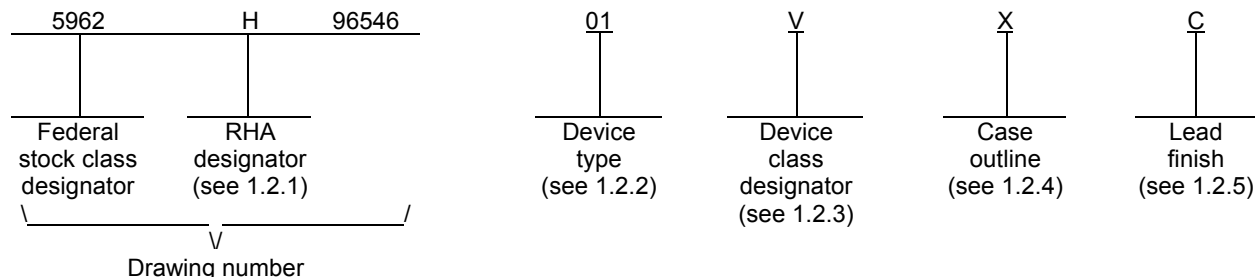 5962 H 96546 01 V X C
Federal stock class designator
RHA designator (see 1.2.1)
Device type (see 1.2.2)
Device class designator (see 1.2.3)
Case outline (see 1.2.4)
Lead finish (see 1.2.5)
Drawing number